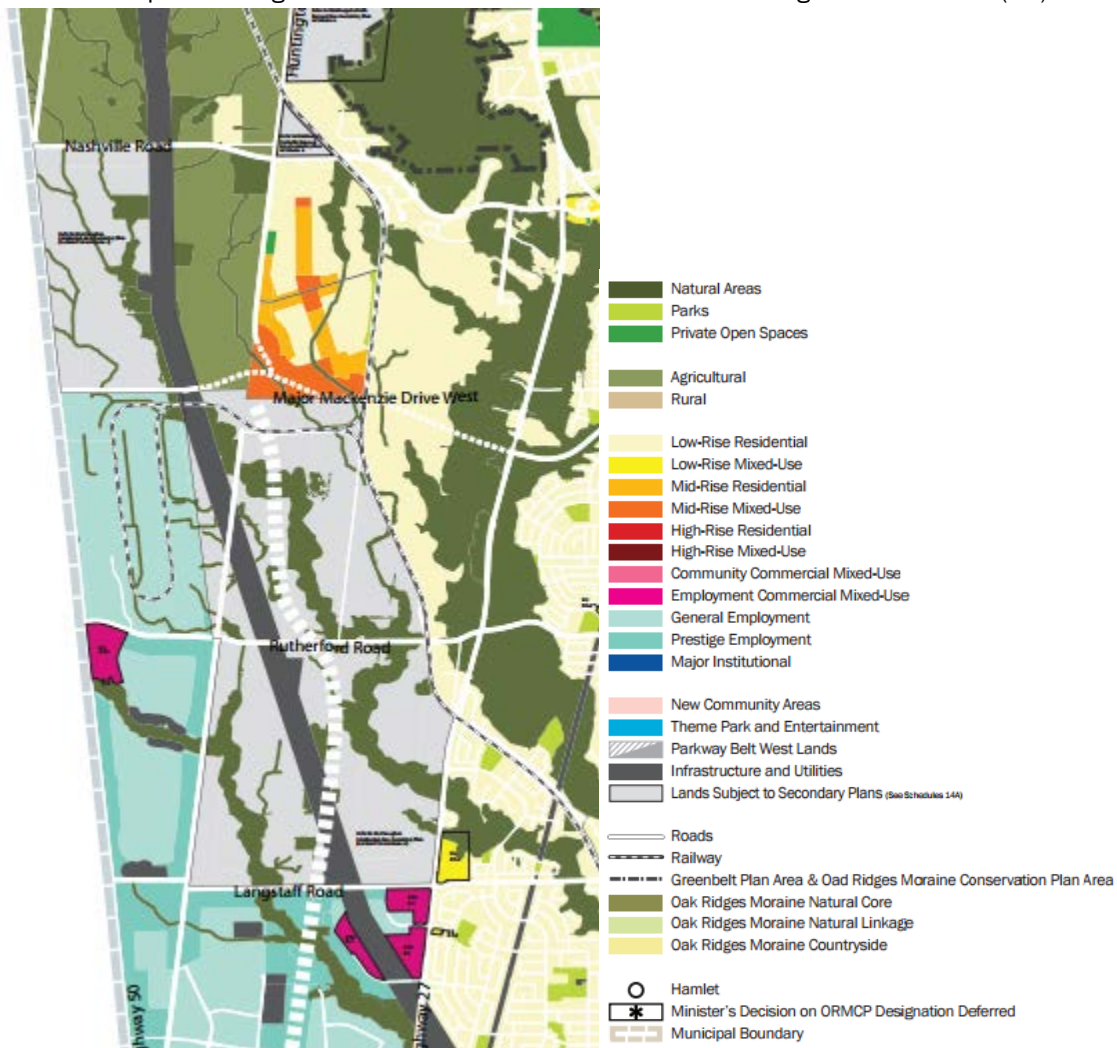 Huntingto
Nashville Road
Major Mackenzie Drive West
Rutherford Road
Langstaff Road
ghway 50
ghway 27
Natural Areas
Parks
Private Open Spaces
Agricultural
Rural
Low-Rise Residential
Low-Rise Mixed-Use
Mid-Rise Residential
Mid-Rise Mixed-Use
High-Rise Residential
High-Rise Mixed-Use
Community Commercial Mixed-Use
Employment Commercial Mixed-Use
General Employment
Prestige Employment
Major Institutional
New Community Areas
Theme Park and Entertainment
Parkway Belt West Lands
Infrastructure and Utilities
Lands Subject to Secondary Plans (See Schedules 14A)
Roads
Railway
Greenbelt Plan Area & Oad Ridges Moraine Conservation Plan Area
Oak Ridges Moraine Natural Core
Oak Ridges Moraine Natural Linkage
Oak Ridges Moraine Countryside
Hamlet
Minister's Decision on ORMCP Designation Deferred
Municipal Boundary